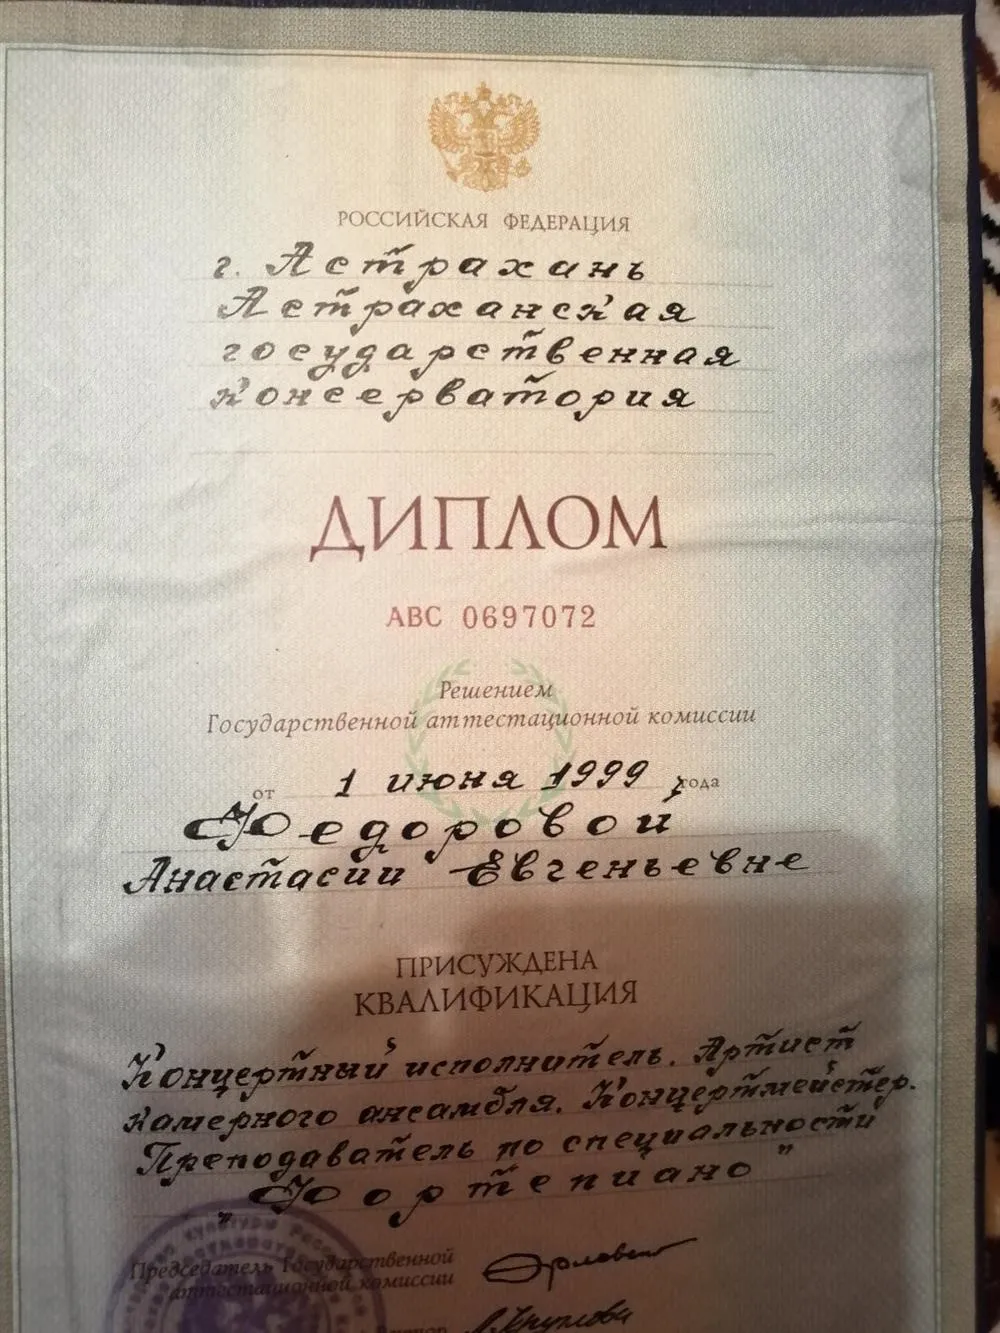 РОССИЙСКАЯ ФЕДЕРАЦИЯ
г. Астрахань
Астраханская
государственная
консерватория
ДИПЛОМ
АВС 0697072
Решением
Государственной аттестационной комиссии
от 1 июня 1999 года
Федоровой
Анастасии Евгеньевне
ПРИСУЖДЕНА
КВАЛИФИКАЦИЯ
Концертный исполнитель. Артист
камерного ансамбля. Концертмейстер.
Преподаватель по специальности
„Фортепиано"
Председатель Государственной
аттестационной комиссии